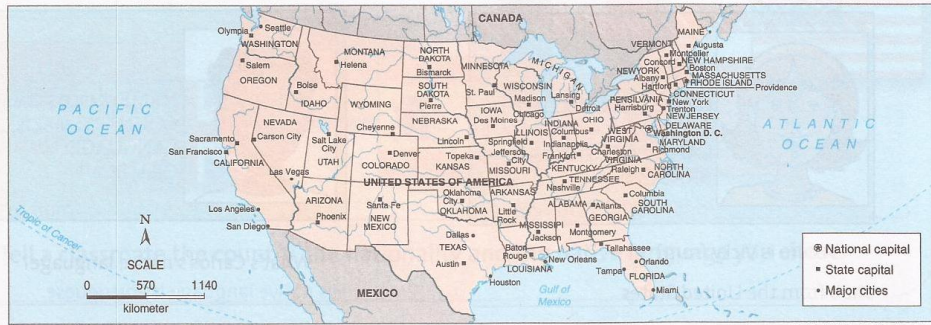 CANADA
Seattle
Olympia
WASHINGTON
Salem
OREGON
MONTANA
Helena
Boise
IDAHO
WYOMING
Cheyenne
NORTH
DAKOTA
Bismarck
SOUTH
DAKOTA
Pierre
NEBRASKA
Lincoln
MINNESOTA
St. Paul
WISCONSIN
Madison
MICHIGAN
Lansing
Detroit
IOWA
Des Moines
Chicago
ILLINOIS
Springfield
INDIANA
Indianapolis
OHIO
Columbus
MAINE
Augusta
VERMONT
Montpelier
Concord
NEW HAMPSHIRE
Boston
MASSACHUSETTS
RHODE ISLAND
Providence
NEWYORK
Albany
Hartford
CONNECTICUT
New York
PENSILVANIA
Harrisburg
Trenton
NEWJERSEY
DELAWARE
Washington D. C.
MARYLAND
WEST
VIRGINIA
Charleston
Richmond
VIRGINIA
Raleigh
NORTH
CAROLINA
PACIFIC
OCEAN
ATLANTIC
OCEAN
NEVADA
Carson City
Sacramento
San Francisco
CALIFORNIA
Las Vegas
Los Angeles
San Diego
Salt Lake
City
UTAH
Denver
COLORADO
Topeka
KANSAS
Jefferson
City
MISSOURI
Frankfort
KENTUCKY
UNITED STATES OF AMERICA
ARIZONA
Phoenix
Santa Fe
NEW
MEXICO
Oklahoma
City
OKLAHOMA
ARKANSAS
Little
Rock
TENNESSEE
Nashville
Columbia
SOUTH
CAROLINA
ALABAMA
Atlanta
GEORGIA
MISSISSIPPI
Jackson
Montgomery
Dallas
TEXAS
Austin
Houston
Baton
Rouge
New Orleans
LOUISIANA
Tallahassee
Orlando
Tampa
FLORIDA
Miami
Gulf of
Mexico
MEXICO
Tropic of Cancer
N
SCALE
0 570 1140
kilometer
National capital
State capital
Major cities